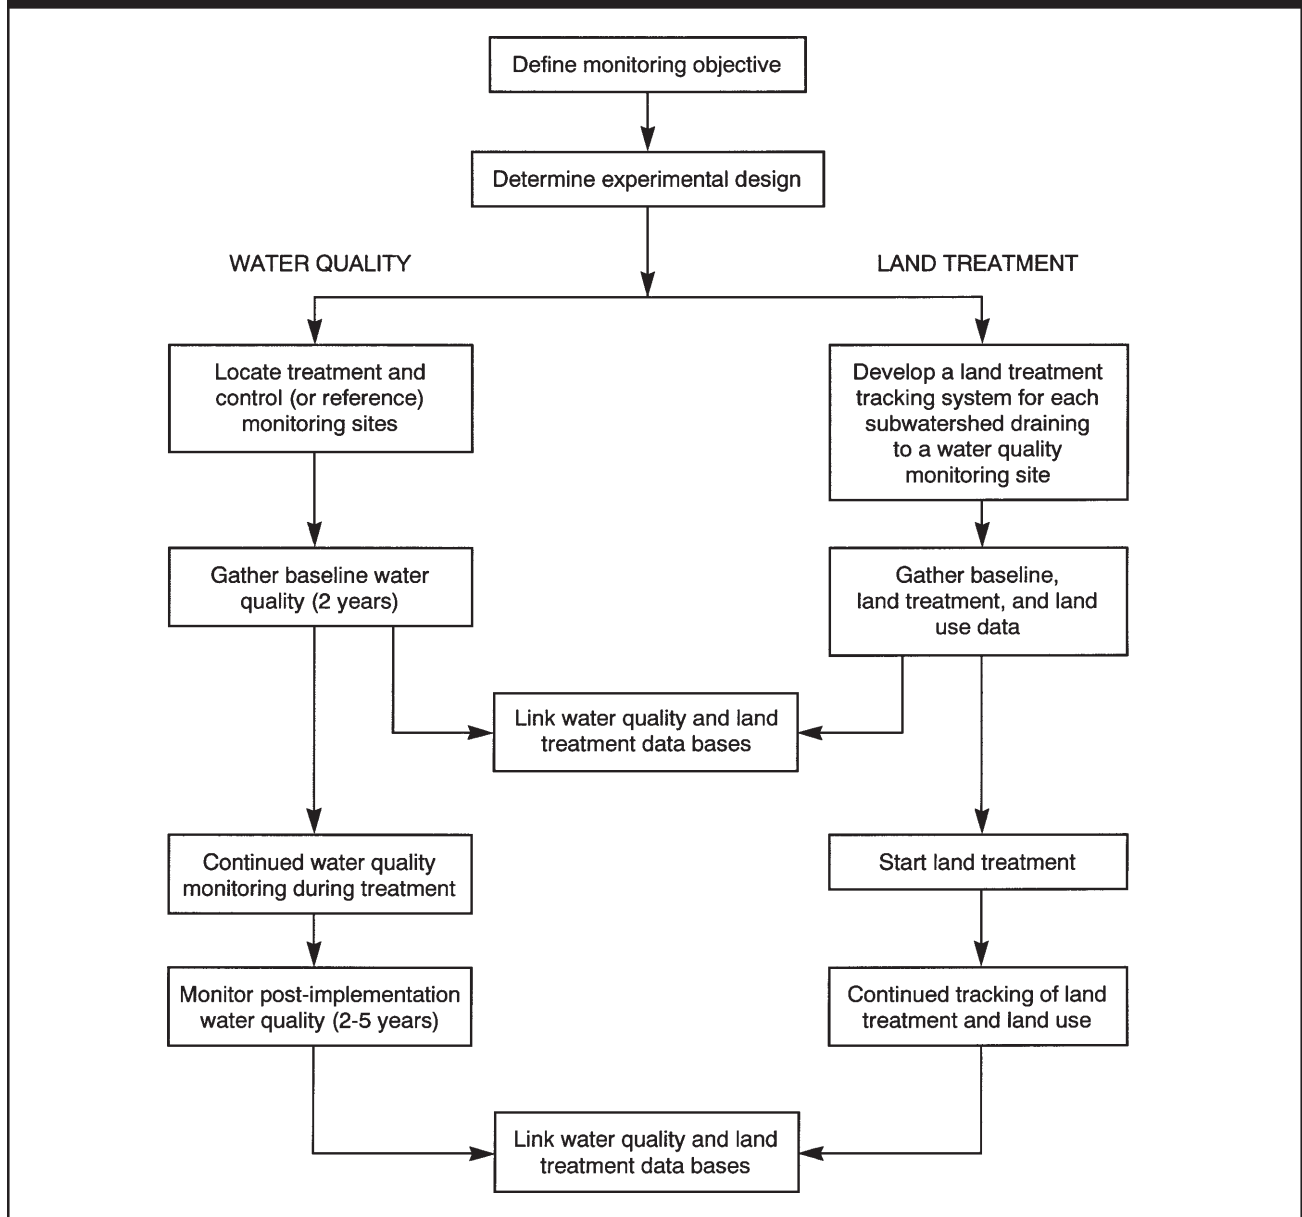 Define monitoring objective
Determine experimental design
WATER QUALITY
LAND TREATMENT
Locate treatment and
control (or reference)
monitoring sites
Develop a land treatment
tracking system for each
subwatershed draining
to a water quality
monitoring site
Gather baseline water
quality (2 years)
Gather baseline,
land treatment, and land
use data
Link water quality and land
treatment data bases
Continued water quality
monitoring during treatment
Start land treatment
Monitor post-implementation
water quality (2-5 years)
Continued tracking of land
treatment and land use
Link water quality and land
treatment data bases